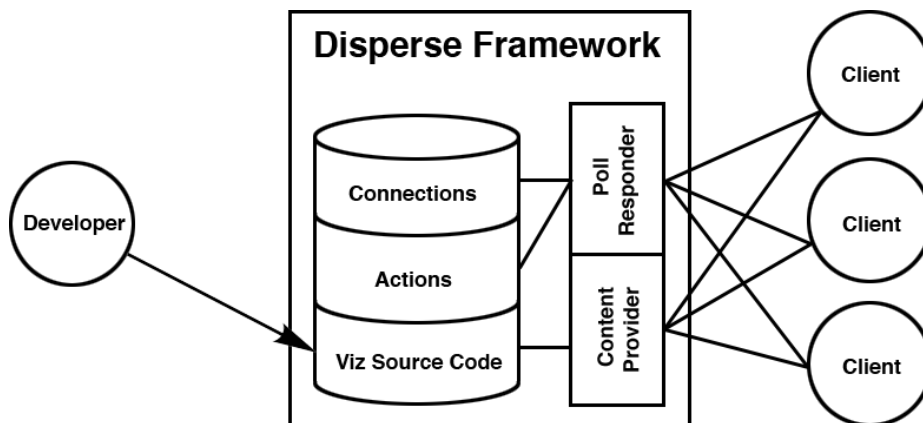 Disperse Framework
Developer
Connections
Actions
Viz Source Code
Poll
Responder
Content
Provider
Client
Client
Client